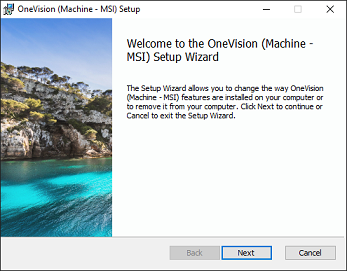 OneVision (Machine - MSI) Setup
Welcome to the OneVision (Machine -
MSI) Setup Wizard
The Setup Wizard allows you to change the way OneVision
(Machine - MSI) features are installed on your computer or
to remove it from your computer. Click Next to continue or
Cancel to exit the Setup Wizard.
Back
Next
Cancel